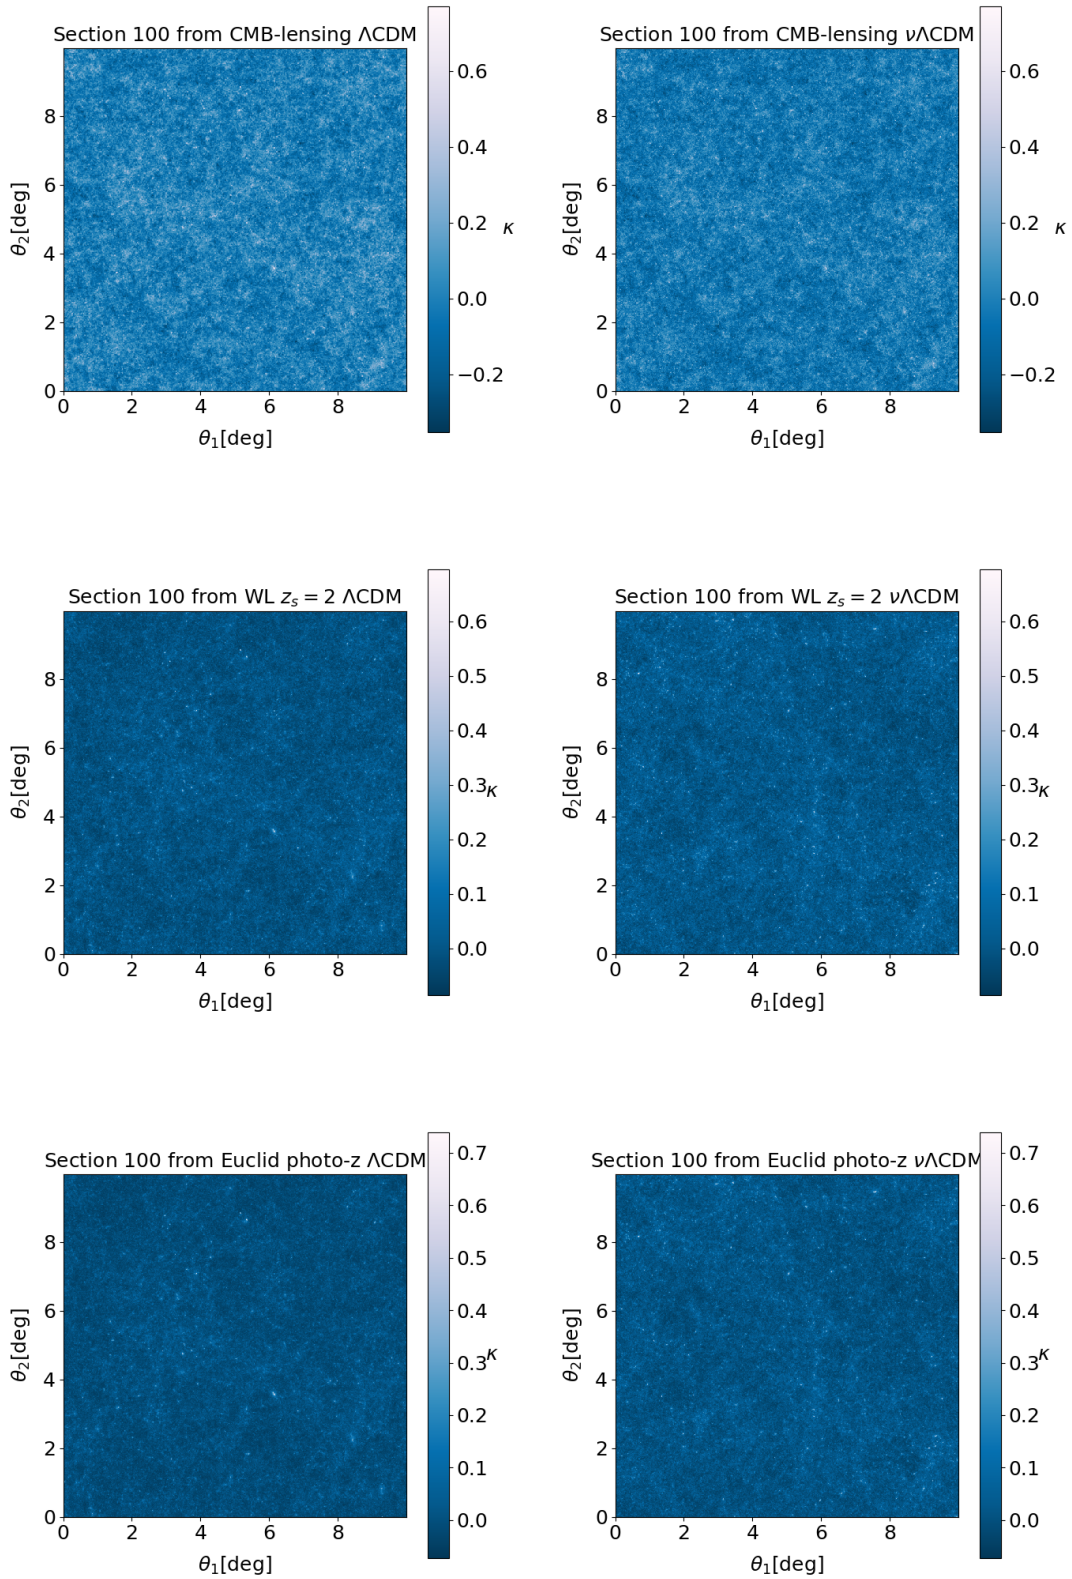 Section 100 from CMB-lensing ΛCDM
θ₂[deg]
8
6
4
2
0
0 2 4 6 8
θ₁[deg]
0.6
0.4
0.2
0.0
−0.2
κ
Section 100 from CMB-lensing νΛCDM
θ₂[deg]
8
6
4
2
0
0 2 4 6 8
θ₁[deg]
0.6
0.4
0.2
0.0
−0.2
κ
Section 100 from WL zₛ = 2 ΛCDM
θ₂[deg]
8
6
4
2
0
0 2 4 6 8
θ₁[deg]
0.6
0.5
0.4
0.3
0.2
0.1
0.0
κ
Section 100 from WL zₛ = 2 νΛCDM
θ₂[deg]
8
6
4
2
0
0 2 4 6 8
θ₁[deg]
0.6
0.5
0.4
0.3
0.2
0.1
0.0
κ
Section 100 from Euclid photo-z ΛCDM
θ₂[deg]
8
6
4
2
0
0 2 4 6 8
θ₁[deg]
0.7
0.6
0.5
0.4
0.3
0.2
0.1
0.0
κ
Section 100 from Euclid photo-z νΛCDM
θ₂[deg]
8
6
4
2
0
0 2 4 6 8
θ₁[deg]
0.7
0.6
0.5
0.4
0.3
0.2
0.1
0.0
κ